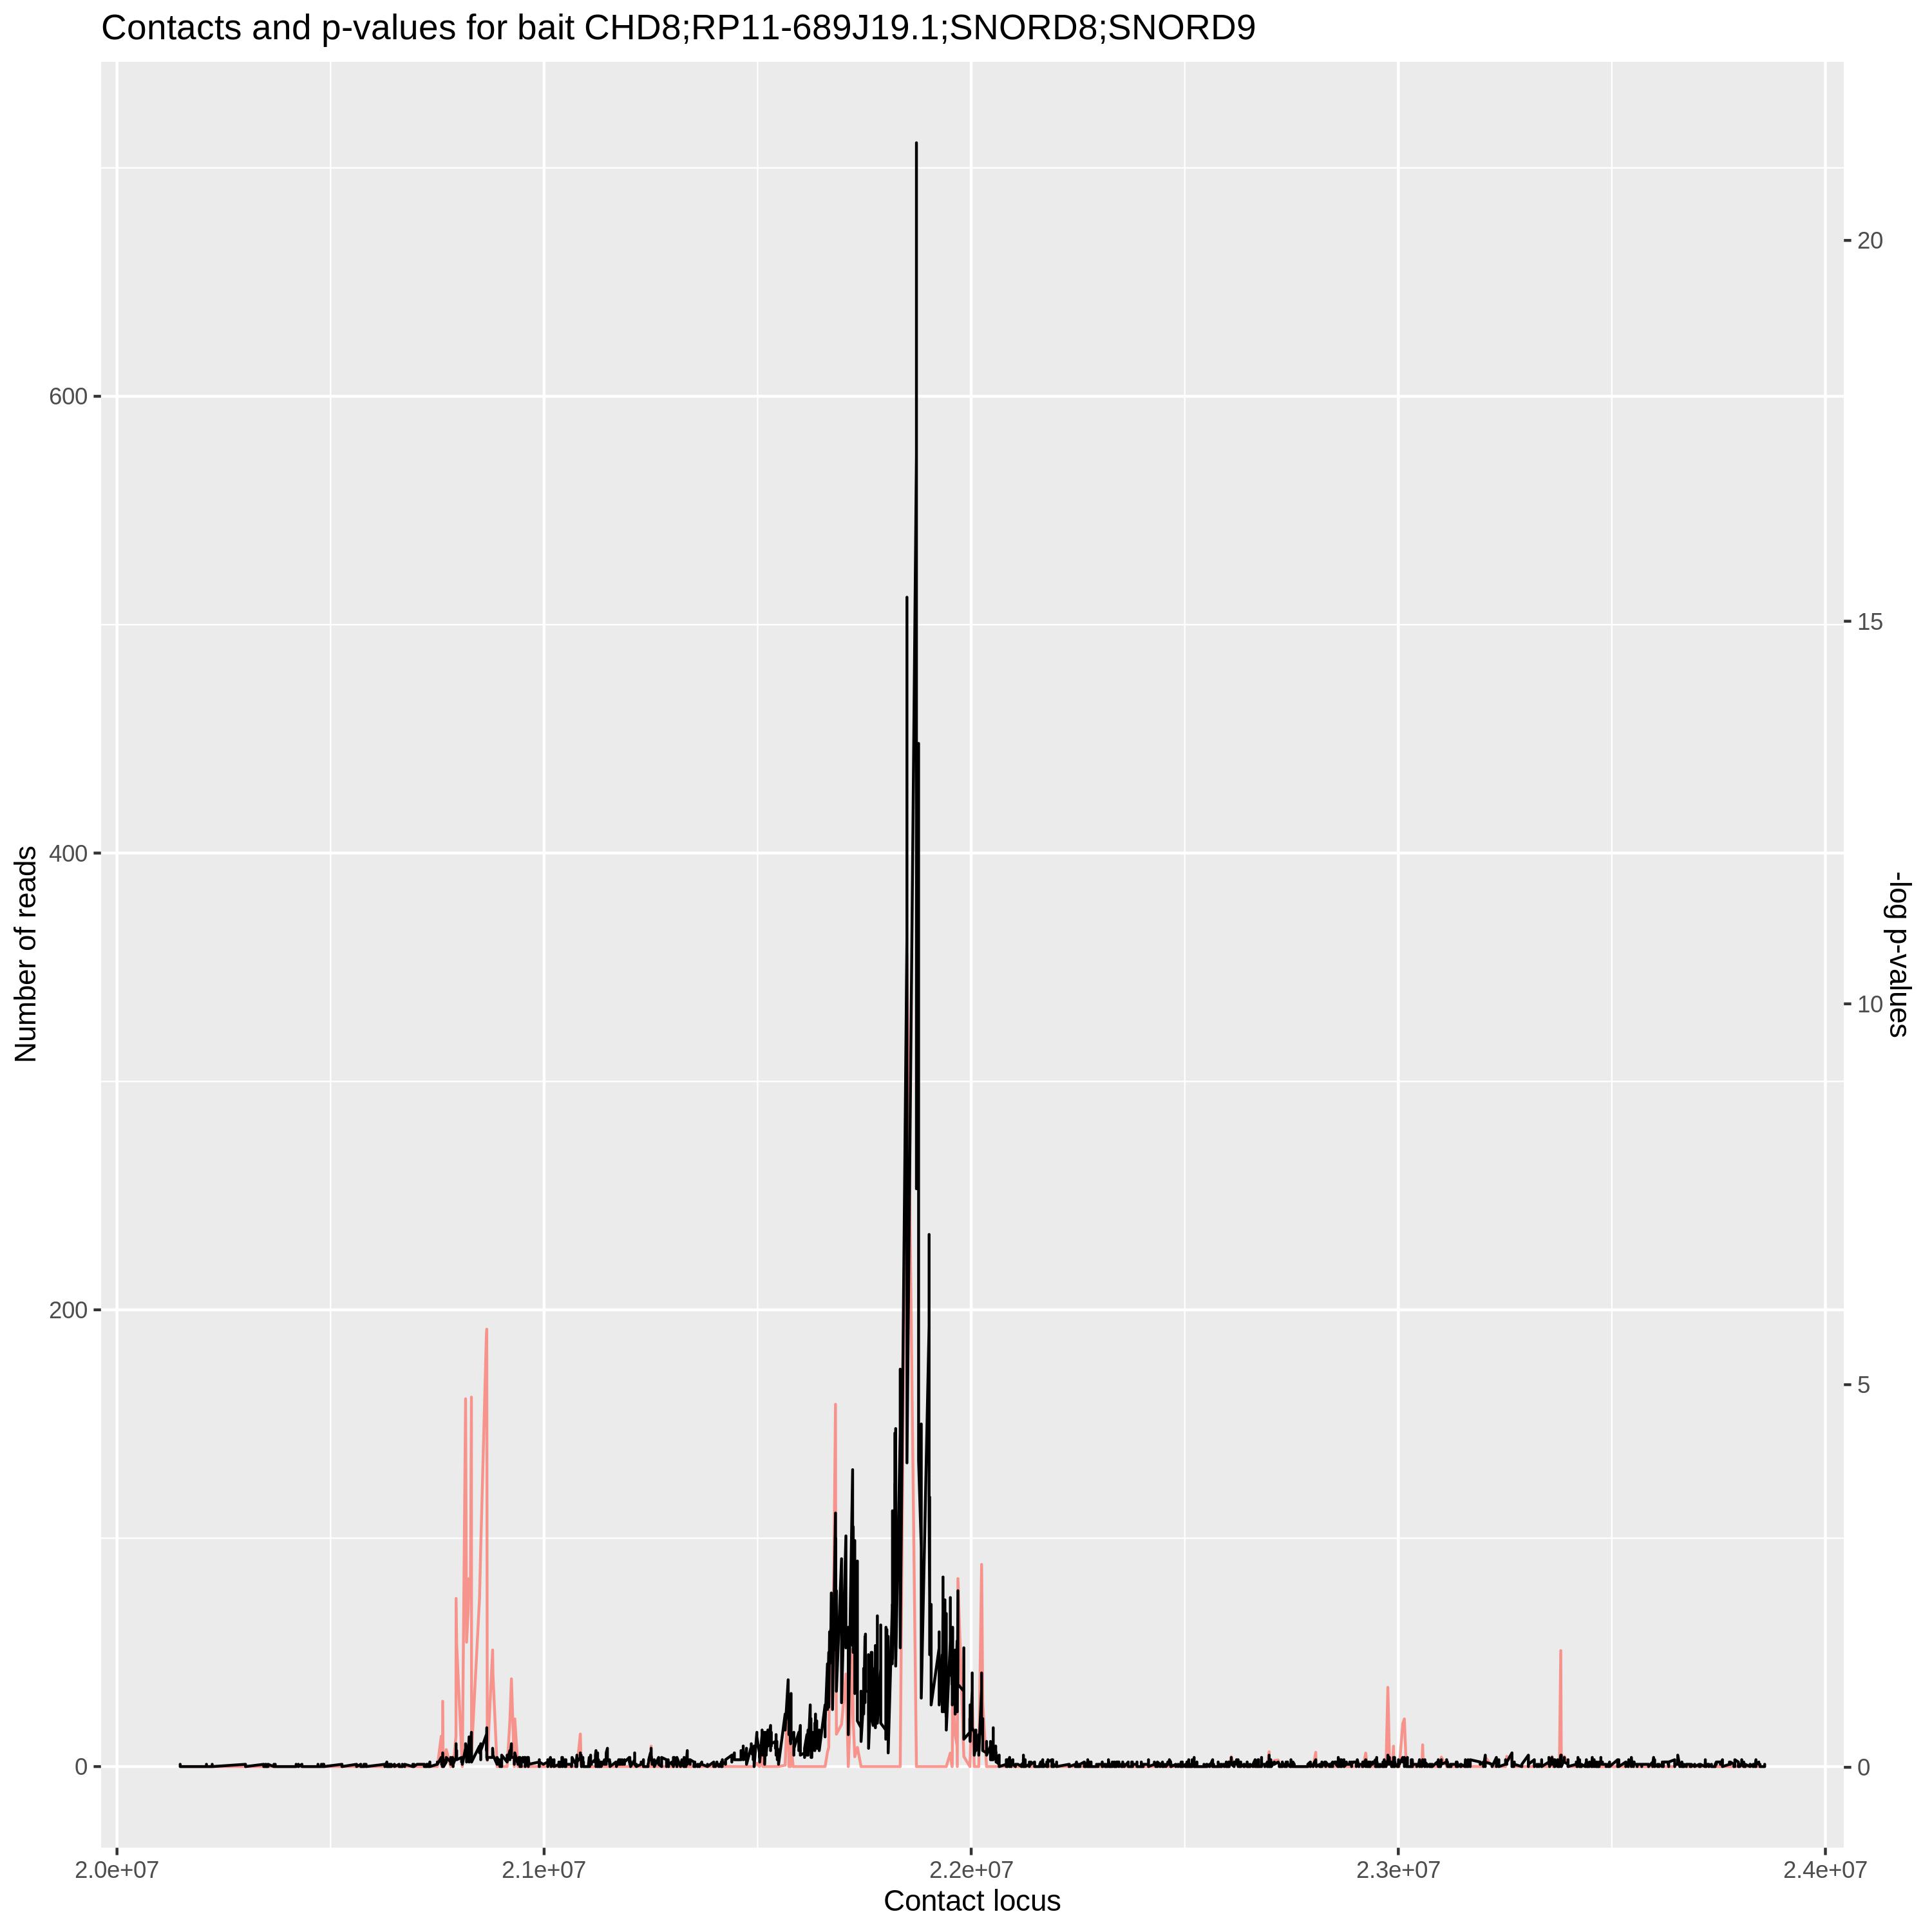 Contacts and p-values for bait CHD8;RP11-689J19.1;SNORD8;SNORD9
600
400
200
0
Number of reads
20
15
10
5
0
-log p-values
2.0e+07
2.1e+07
2.2e+07
2.3e+07
2.4e+07
Contact locus